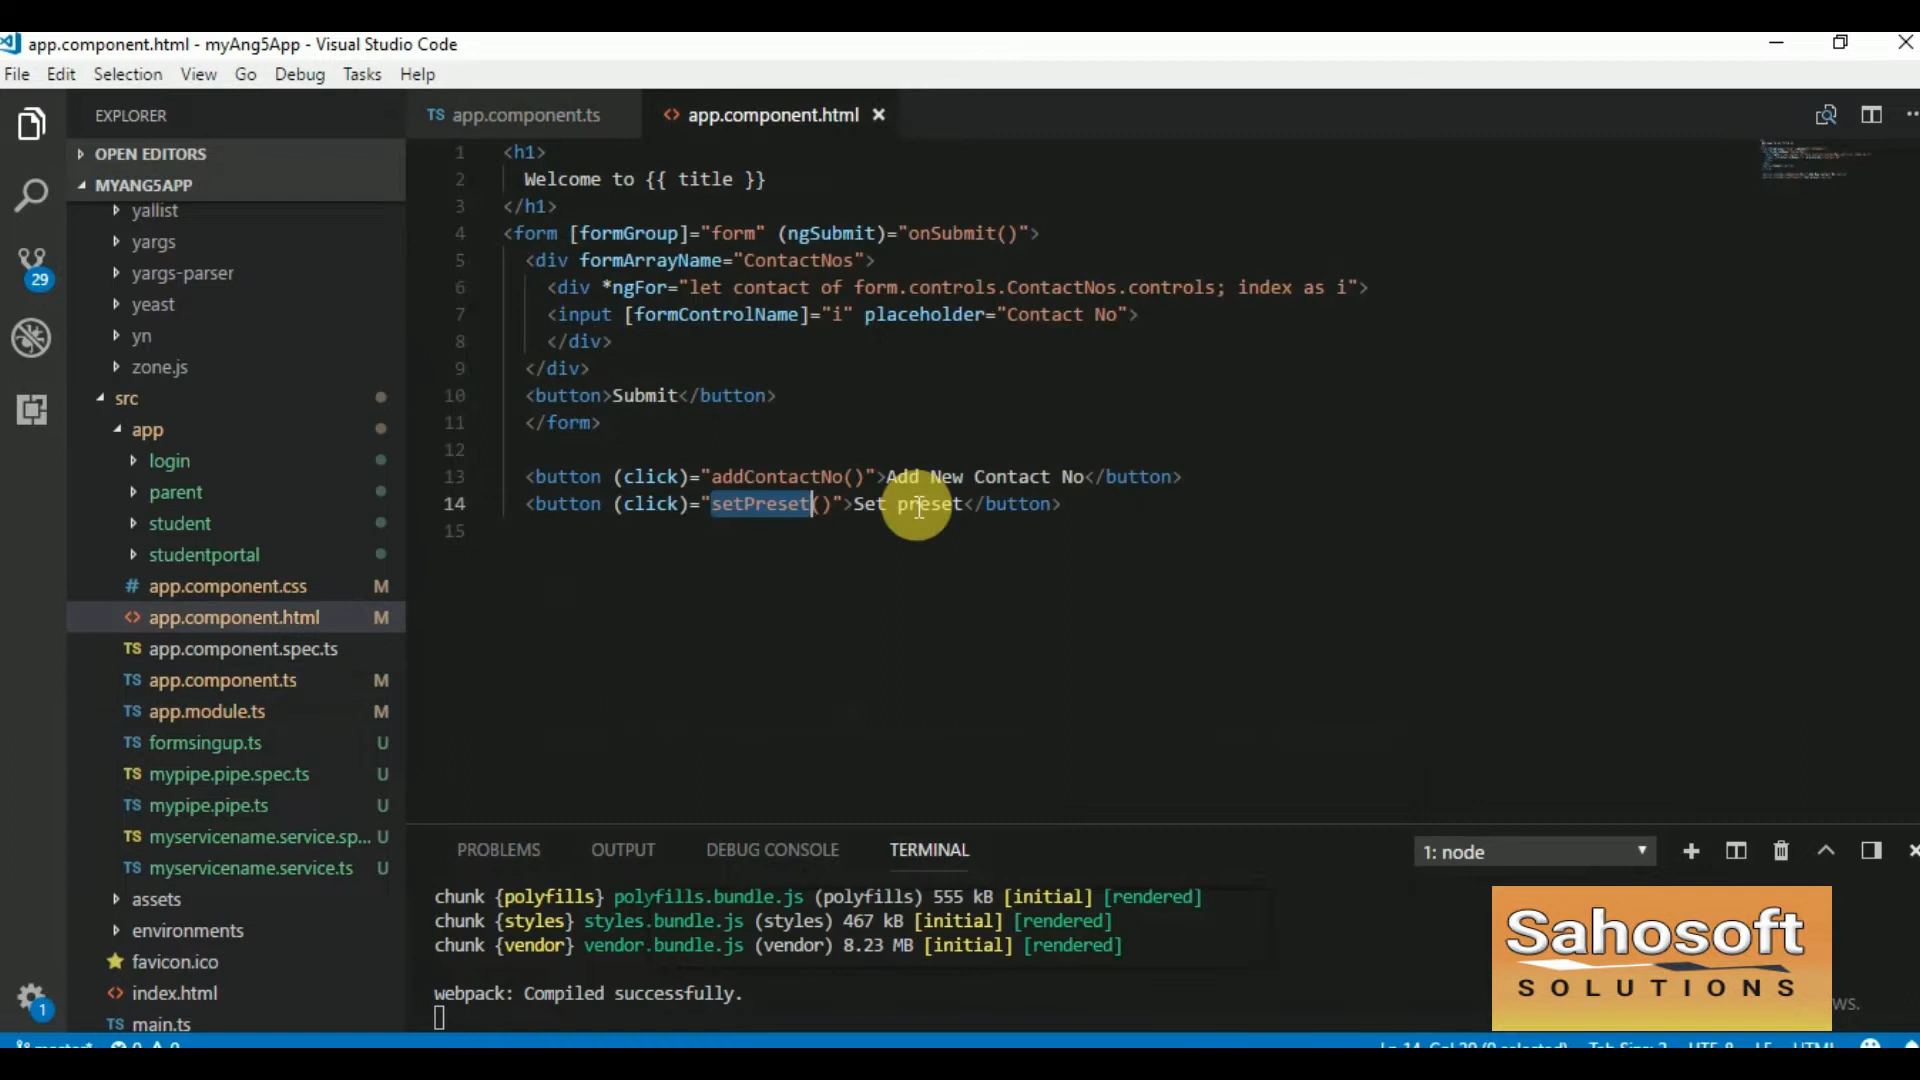 app.component.html - myAng5App - Visual Studio Code
File Edit Selection View Go Debug Tasks Help
EXPLORER
TS app.component.ts
<> app.component.html
OPEN EDITORS
MYANG5APP
yallist
yargs
yargs-parser
yeast
yn
zone.js
src
app
login
parent
student
studentportal
# app.component.css M
<> app.component.html M
TS app.component.spec.ts
TS app.component.ts M
TS app.module.ts M
TS formsingup.ts U
TS mypipe.pipe.spec.ts U
TS mypipe.pipe.ts U
TS myservicename.service.sp... U
TS myservicename.service.ts U
assets
environments
favicon.ico
<> index.html
TS main.ts
29
1
1 <h1>
2 Welcome to {{ title }}
3 </h1>
4 <form [formGroup]="form" (ngSubmit)="onSubmit()">
5 <div formArrayName="ContactNos">
6 <div *ngFor="let contact of form.controls.ContactNos.controls; index as i">
7 <input [formControlName]="i" placeholder="Contact No">
8 </div>
9 </div>
10 <button>Submit</button>
11 </form>
12
13 <button (click)="addContactNo()">Add New Contact No</button>
14 <button (click)="setPreset()">Set preset</button>
15
PROBLEMS OUTPUT DEBUG CONSOLE TERMINAL
1: node
chunk {polyfills} polyfills.bundle.js (polyfills) 555 kB [initial] [rendered]
chunk {styles} styles.bundle.js (styles) 467 kB [initial] [rendered]
chunk {vendor} vendor.bundle.js (vendor) 8.23 MB [initial] [rendered]
webpack: Compiled successfully.
Sahosoft
SOLUTIONS
ws.